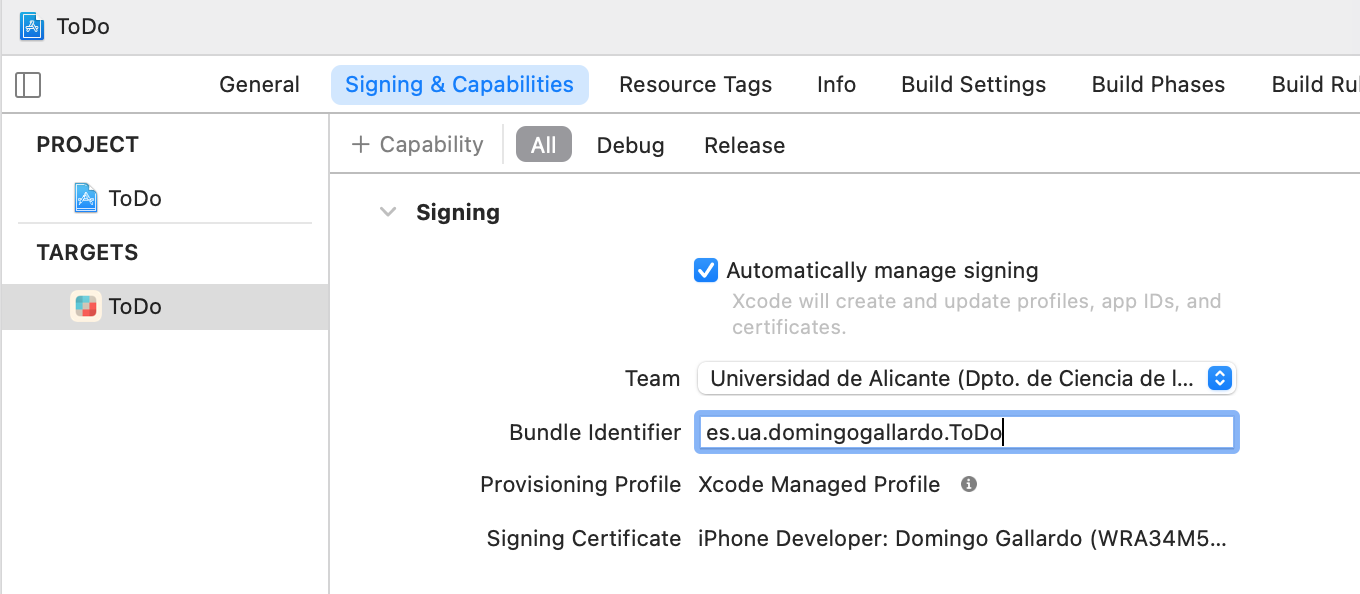 ToDo
General Signing & Capabilities Resource Tags Info Build Settings Build Phases Build Ru
PROJECT
ToDo
TARGETS
ToDo
+ Capability All Debug Release
Signing
Automatically manage signing
Xcode will create and update profiles, app IDs, and
certificates.
Team Universidad de Alicante (Dpto. de Ciencia de l...
Bundle Identifier es.ua.domingogallardo.ToDo
Provisioning Profile Xcode Managed Profile
Signing Certificate iPhone Developer: Domingo Gallardo (WRA34M5...